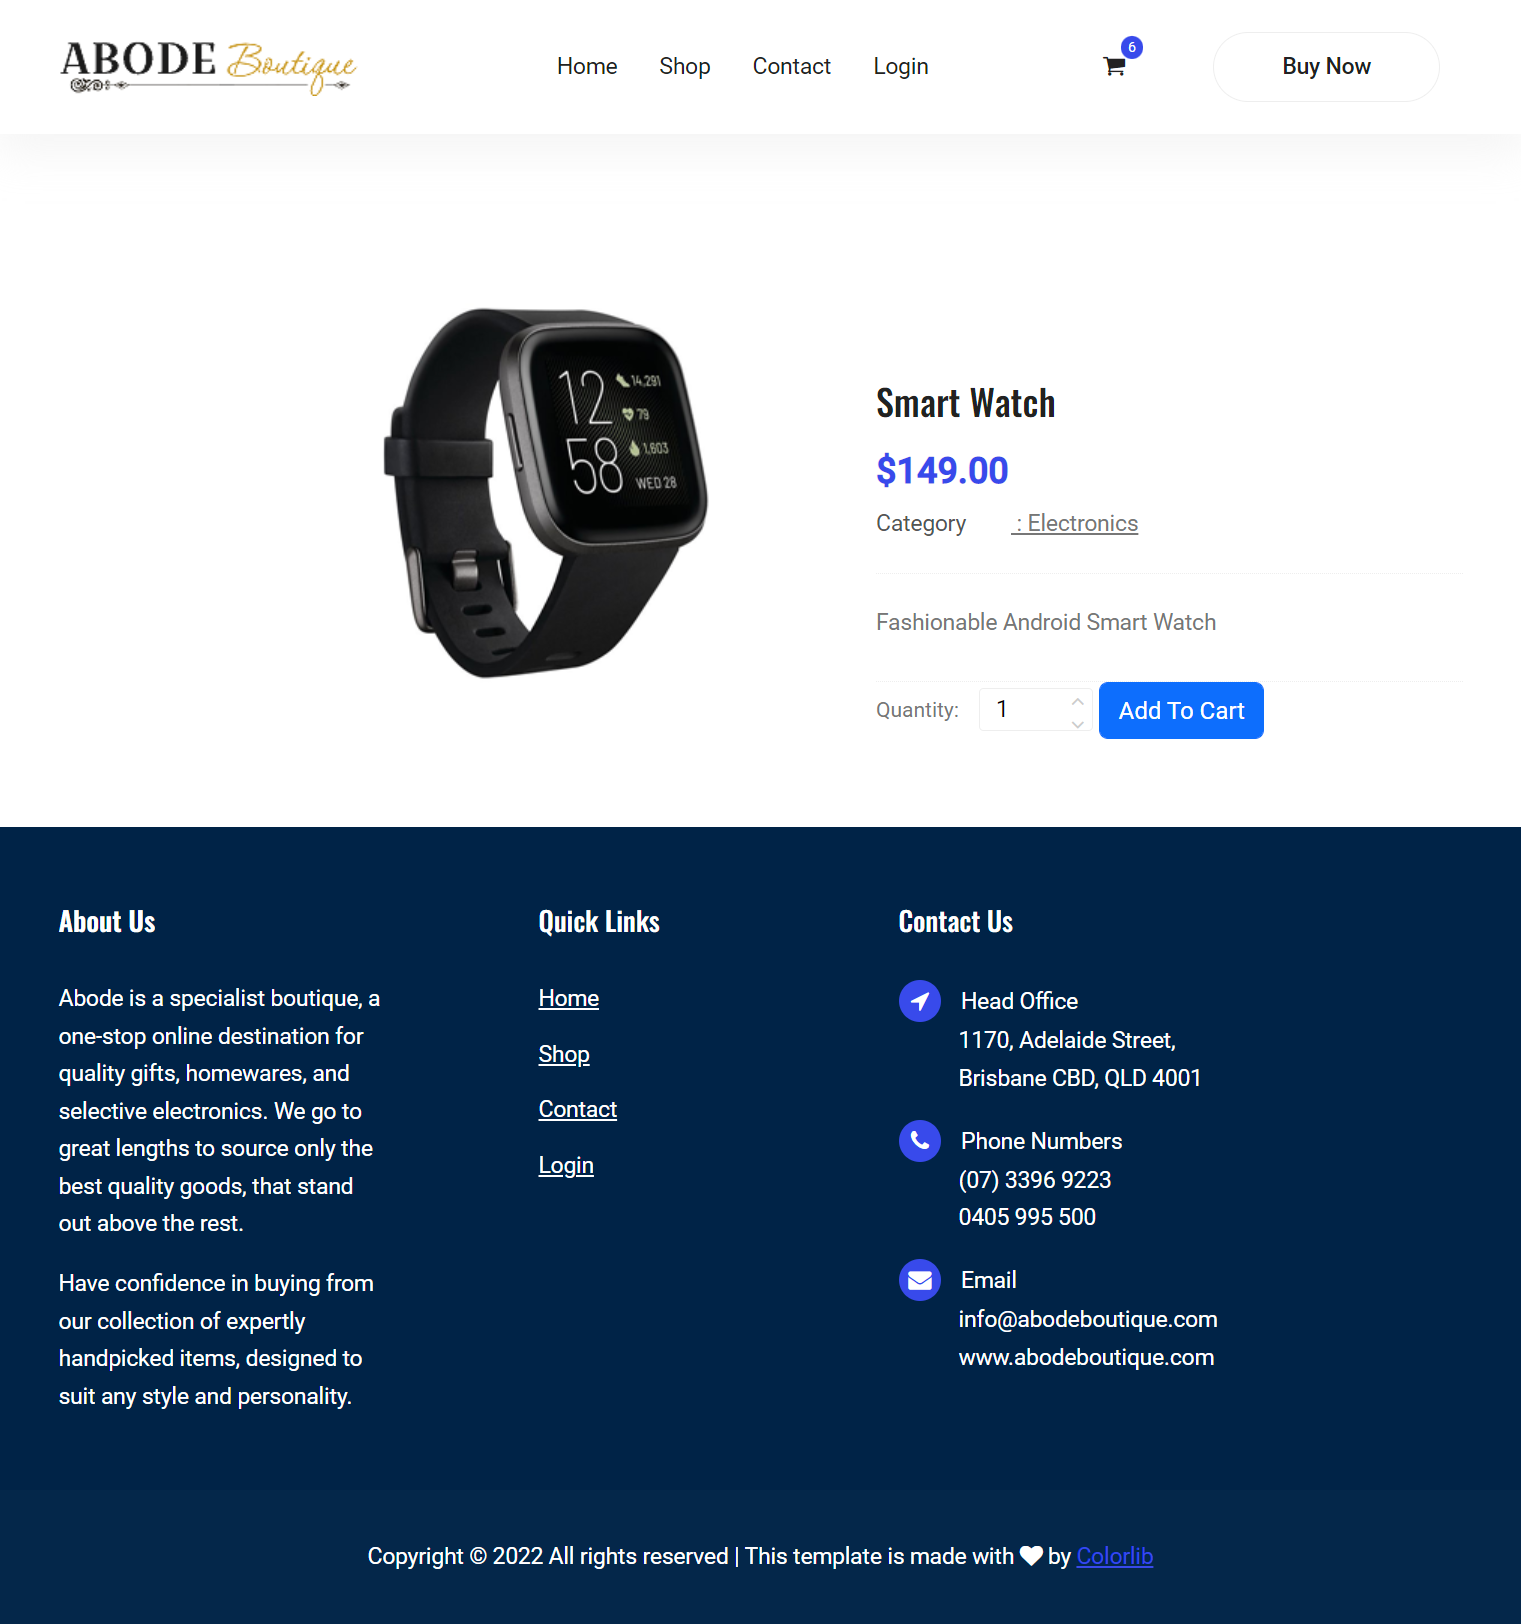 ABODE Boutique
Home Shop Contact Login 6 Buy Now
12 14,291
79
58 1,603
WED 28
Smart Watch
$149.00
Category : Electronics
Fashionable Android Smart Watch
Quantity: 1 Add To Cart
About Us
Abode is a specialist boutique, a
one-stop online destination for
quality gifts, homewares, and
selective electronics. We go to
great lengths to source only the
best quality goods, that stand
out above the rest.
Have confidence in buying from
our collection of expertly
handpicked items, designed to
suit any style and personality.
Quick Links
Home
Shop
Contact
Login
Contact Us
Head Office
1170, Adelaide Street,
Brisbane CBD, QLD 4001
Phone Numbers
(07) 3396 9223
0405 995 500
Email
info@abodeboutique.com
www.abodeboutique.com
Copyright © 2022 All rights reserved | This template is made with ♥ by Colorlib